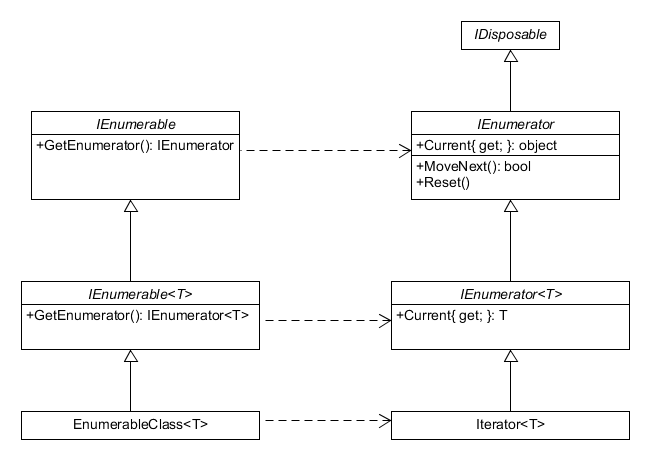 IDisposable
IEnumerable
+GetEnumerator(): IEnumerator
IEnumerator
+Current{ get; }: object
+MoveNext(): bool
+Reset()
IEnumerable<T>
+GetEnumerator(): IEnumerator<T>
IEnumerator<T>
+Current{ get; }: T
EnumerableClass<T>
Iterator<T>